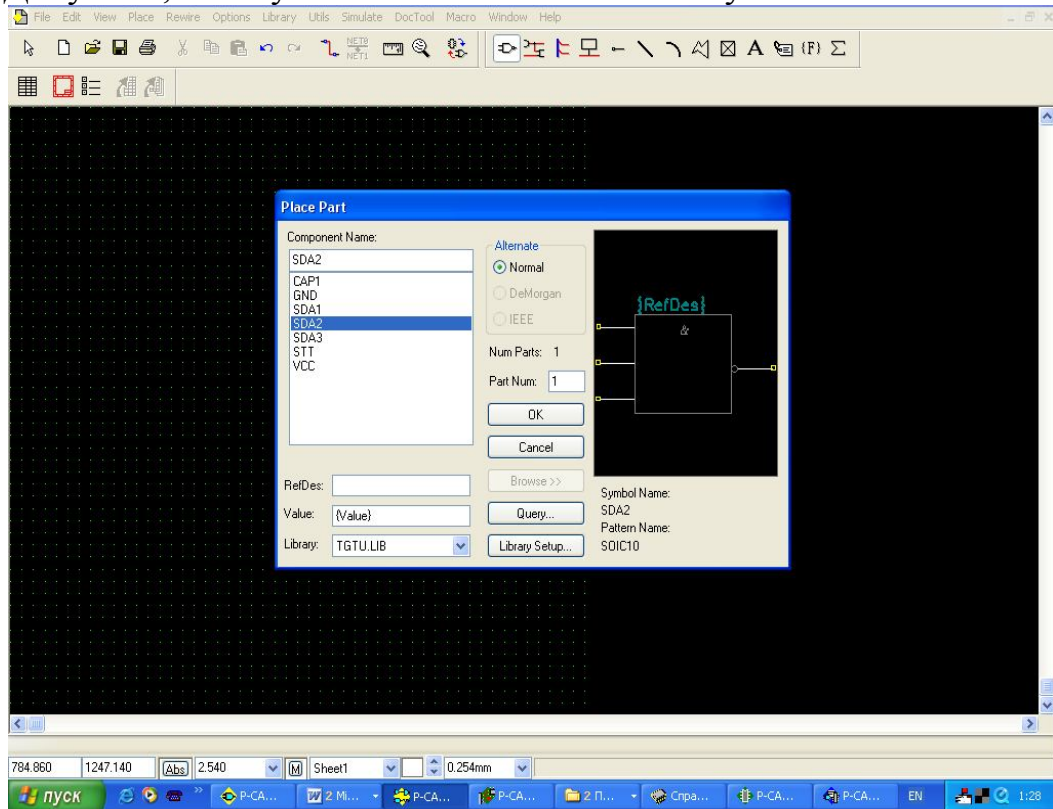 File Edit View Place Rewire Options Library Utils Simulate DocTool Macro Window Help
NET8
NET1
A {F} Σ
Place Part
Component Name:
SDA2
CAP1
GND
SDA1
SDA2
SDA3
STT
VCC
Alternate
Normal
DeMorgan
IEEE
Num Parts: 1
Part Num: 1
OK
Cancel
Browse >>
Query...
Library Setup...
RefDes:
Value: {Value}
Library: TGTU.LIB
{RefDes}
&
Symbol Name:
SDA2
Pattern Name:
SOIC10
784.860 1247.140 Abs 2.540 M Sheet1 0.254mm
пуск P-CA... 2 Mi... P-CA... P-CA... 2 П... Спра... P-CA... P-CA... EN 1:28